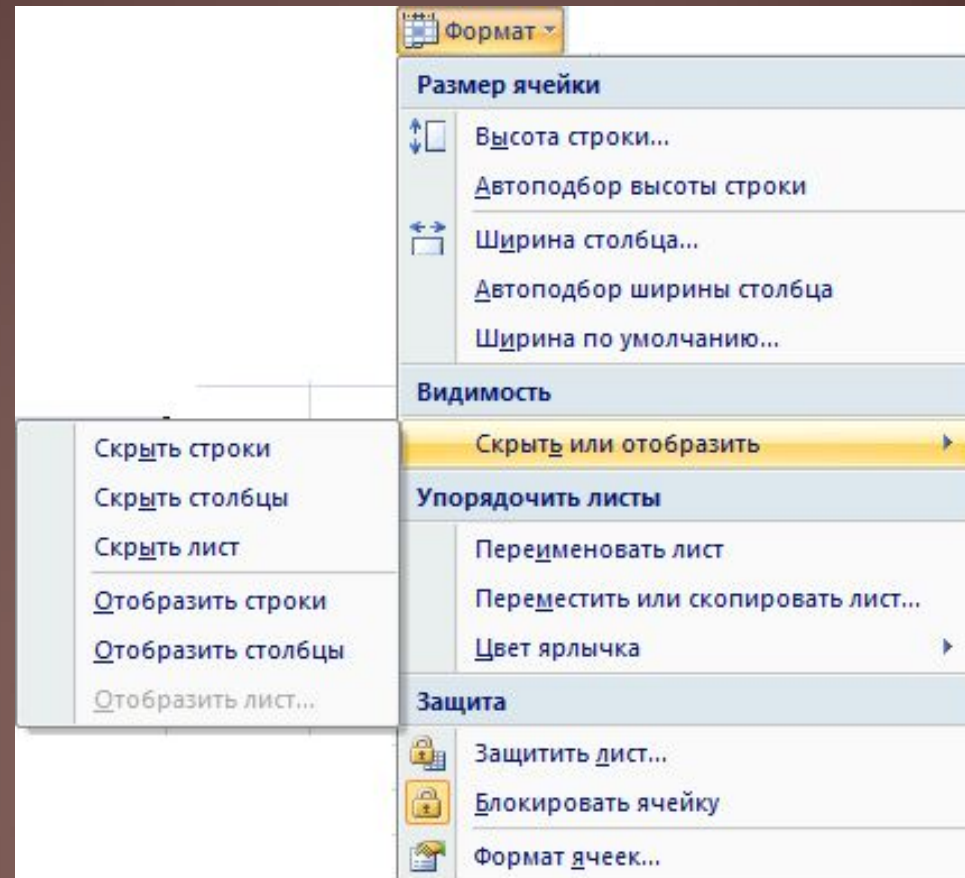 Формат
Размер ячейки
Высота строки...
Автоподбор высоты строки
Ширина столбца...
Автоподбор ширины столбца
Ширина по умолчанию...
Видимость
Скрыть или отобразить
Скрыть строки
Скрыть столбцы
Скрыть лист
Отобразить строки
Отобразить столбцы
Отобразить лист...
Упорядочить листы
Переименовать лист
Переместить или скопировать лист...
Цвет ярлычка
Защита
Защитить лист...
Блокировать ячейку
Формат ячеек...